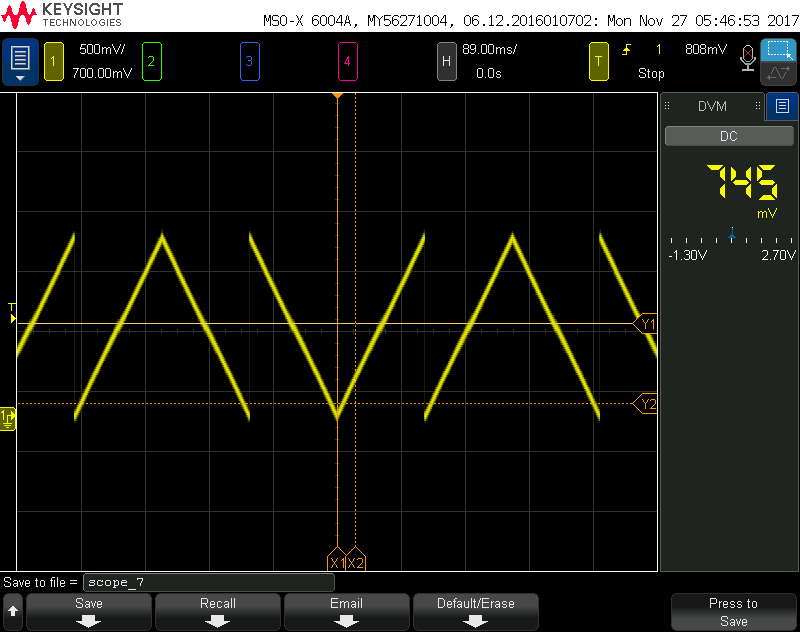 KEYSIGHT
TECHNOLOGIES
MSO-X 6004A, MY56271004, 06.12.2016010702: Mon Nov 27 05:46:53 2017
1 500mV/ 2 3 4 H 89.00ms/ T 1 808mV
700.00mV 0.0s Stop
DVM
DC
745
mV
-1.30V 2.70V
T
Y1
Y2
1
X1 X2
Save to file = scope_7
Save Recall Email Default/Erase Press to
Save